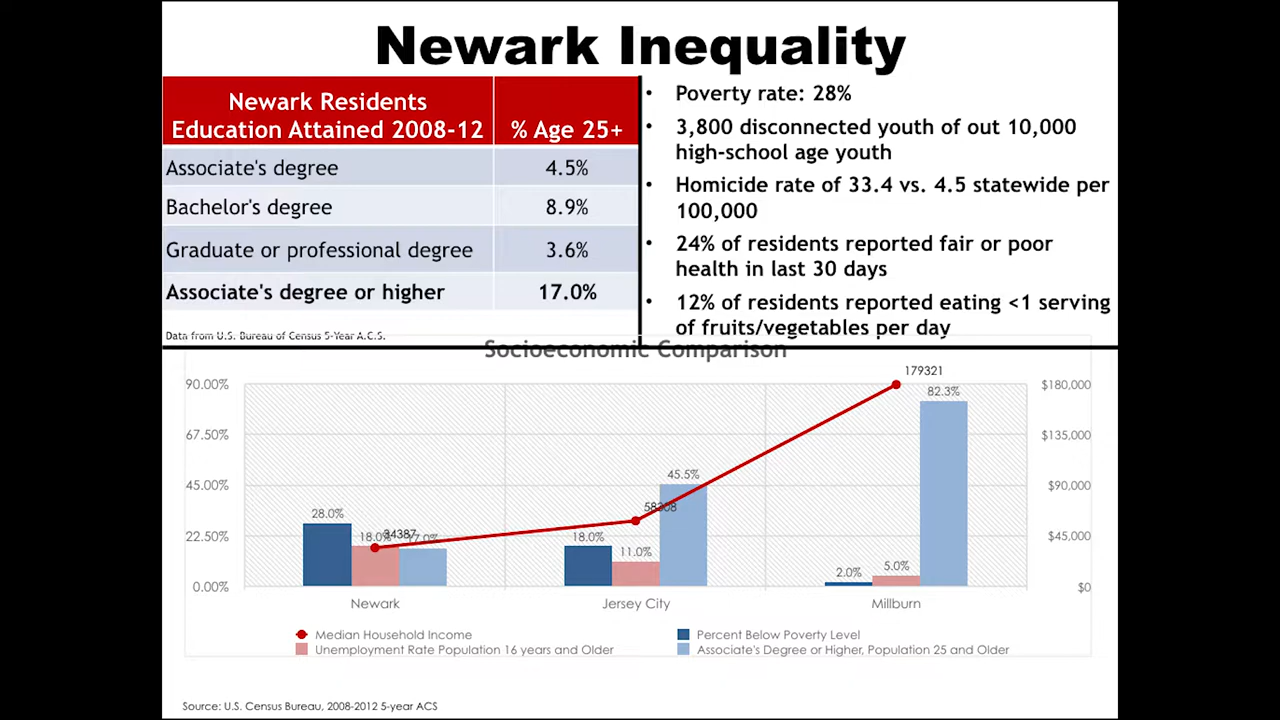 Newark Inequality
Newark Residents
Education Attained 2008-12
% Age 25+
Associate's degree 4.5%
Bachelor's degree 8.9%
Graduate or professional degree 3.6%
Associate's degree or higher 17.0%
Data from U.S. Bureau of Census 5-Year A.C.S.
• Poverty rate: 28%
• 3,800 disconnected youth of out 10,000
high-school age youth
• Homicide rate of 33.4 vs. 4.5 statewide per
100,000
• 24% of residents reported fair or poor
health in last 30 days
• 12% of residents reported eating <1 serving
of fruits/vegetables per day
Socioeconomic Comparison
90.00%
67.50%
45.00%
22.50%
0.00%
28.0%
18.0%
34387
17.0%
18.0%
11.0%
58308
45.5%
2.0%
5.0%
179321
82.3%
$180,000
$135,000
$90,000
$45,000
$0
Newark Jersey City Millburn
Median Household Income
Percent Below Poverty Level
Unemployment Rate Population 16 years and Older
Associate's Degree or Higher, Population 25 and Older
Source: U.S. Census Bureau, 2008-2012 5-year ACS